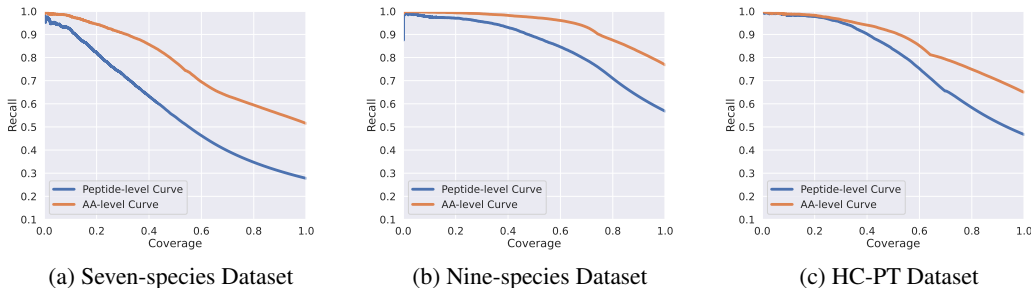 1.0
0.9
0.8
0.7
0.6
0.5
0.4
0.3
0.2
0.1
Recall
Peptide-level Curve
AA-level Curve
0.0 0.2 0.4 0.6 0.8 1.0
Coverage
(a) Seven-species Dataset
1.0
0.9
0.8
0.7
0.6
0.5
0.4
0.3
0.2
0.1
Recall
Peptide-level Curve
AA-level Curve
0.0 0.2 0.4 0.6 0.8 1.0
Coverage
(b) Nine-species Dataset
1.0
0.9
0.8
0.7
0.6
0.5
0.4
0.3
0.2
0.1
Recall
Peptide-level Curve
AA-level Curve
0.0 0.2 0.4 0.6 0.8 1.0
Coverage
(c) HC-PT Dataset